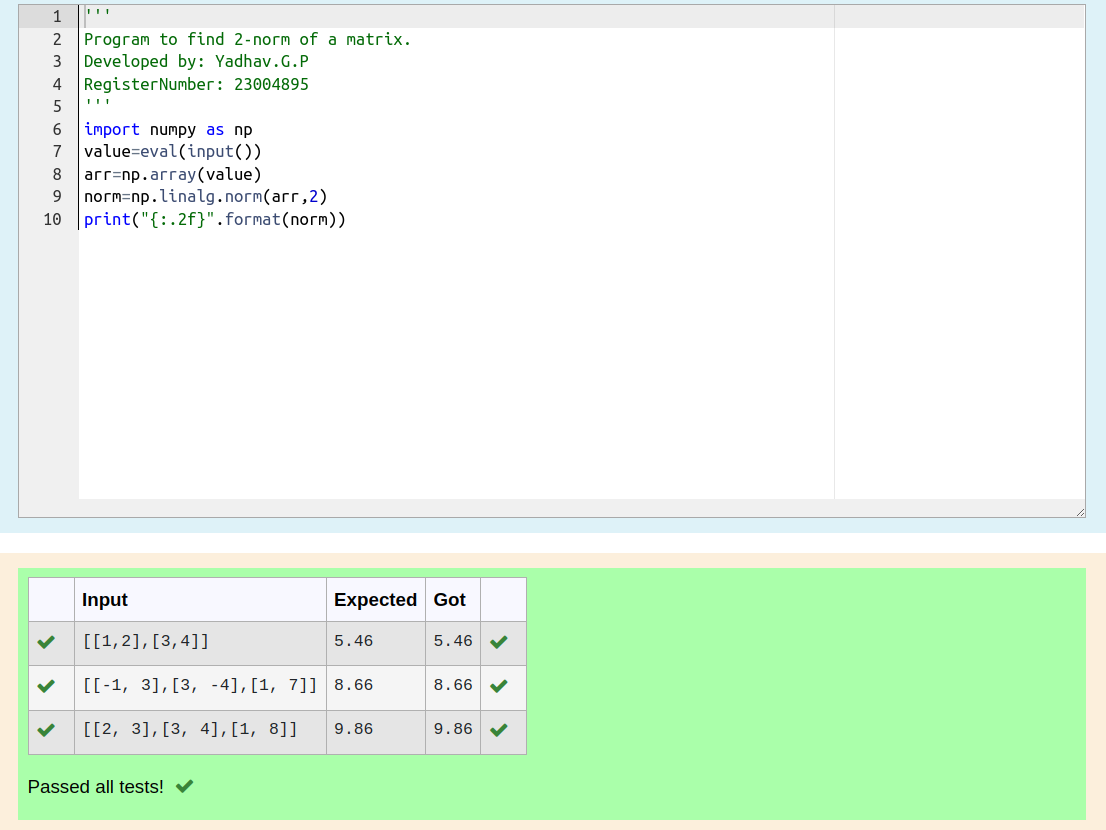 1 '''
2 Program to find 2-norm of a matrix.
3 Developed by: Yadhav.G.P
4 RegisterNumber: 23004895
5 '''
6 import numpy as np
7 value=eval(input())
8 arr=np.array(value)
9 norm=np.linalg.norm(arr,2)
10 print("{:.2f}".format(norm))
Input Expected Got
[[1,2],[3,4]] 5.46 5.46
[[-1, 3],[3, -4],[1, 7]] 8.66 8.66
[[2, 3],[3, 4],[1, 8]] 9.86 9.86
Passed all tests!